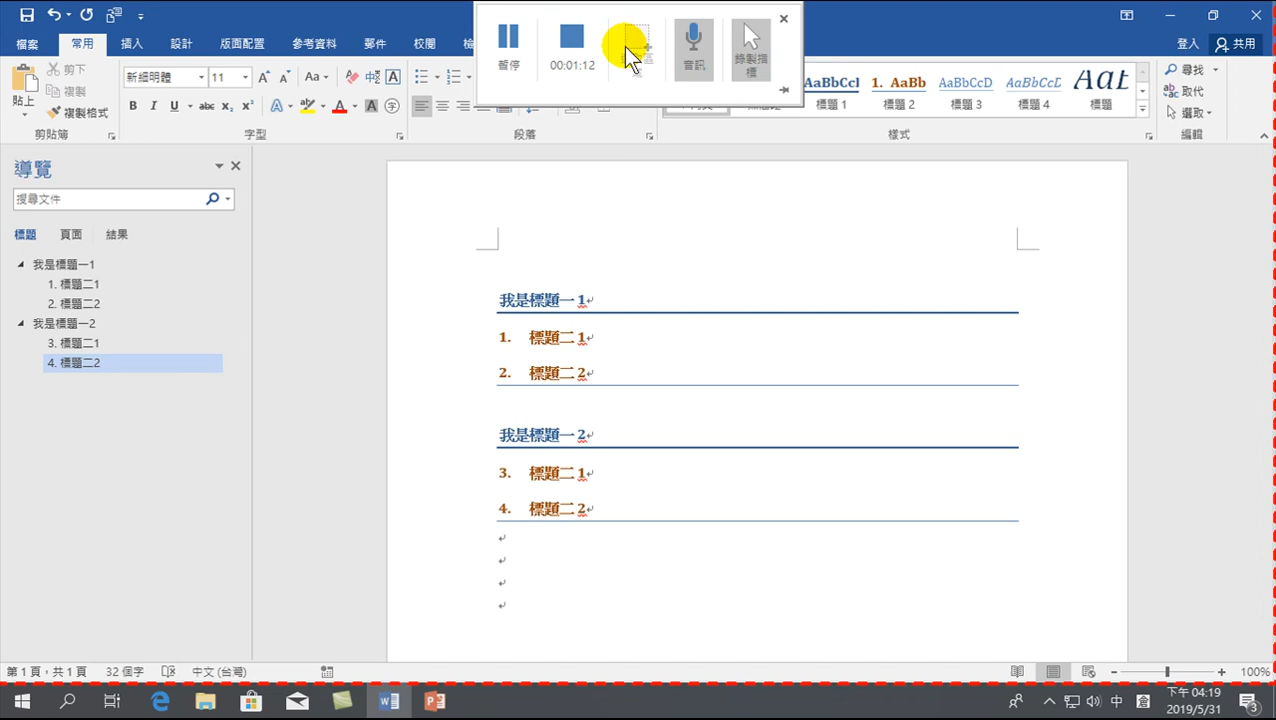 檔案 常用 插入 設計 版面配置 參考資料 郵件 校閱 檢
登入 共用
暫停 00:01:12 音訊 錄製指標
貼上 剪下 複製 複製格式
新細明體 11
剪貼簿 字型 段落 樣式 編輯
AaBbCcl 1. AaBb AaBbCcD AaBbCcD Aat
標題 1 標題 2 標題 3 標題 4 標題
尋找
取代
選取
導覽
搜尋文件
標題 頁面 結果
我是標題一1
1. 標題二1
2. 標題二2
我是標題一2
3. 標題二1
4. 標題二2
我是標題一 1
1. 標題二 1
2. 標題二 2
我是標題一 2
3. 標題二 1
4. 標題二 2
第 1 頁，共 1 頁 32 個字 中文 (台灣) 100%
中 下午 04:19
2019/5/31
3